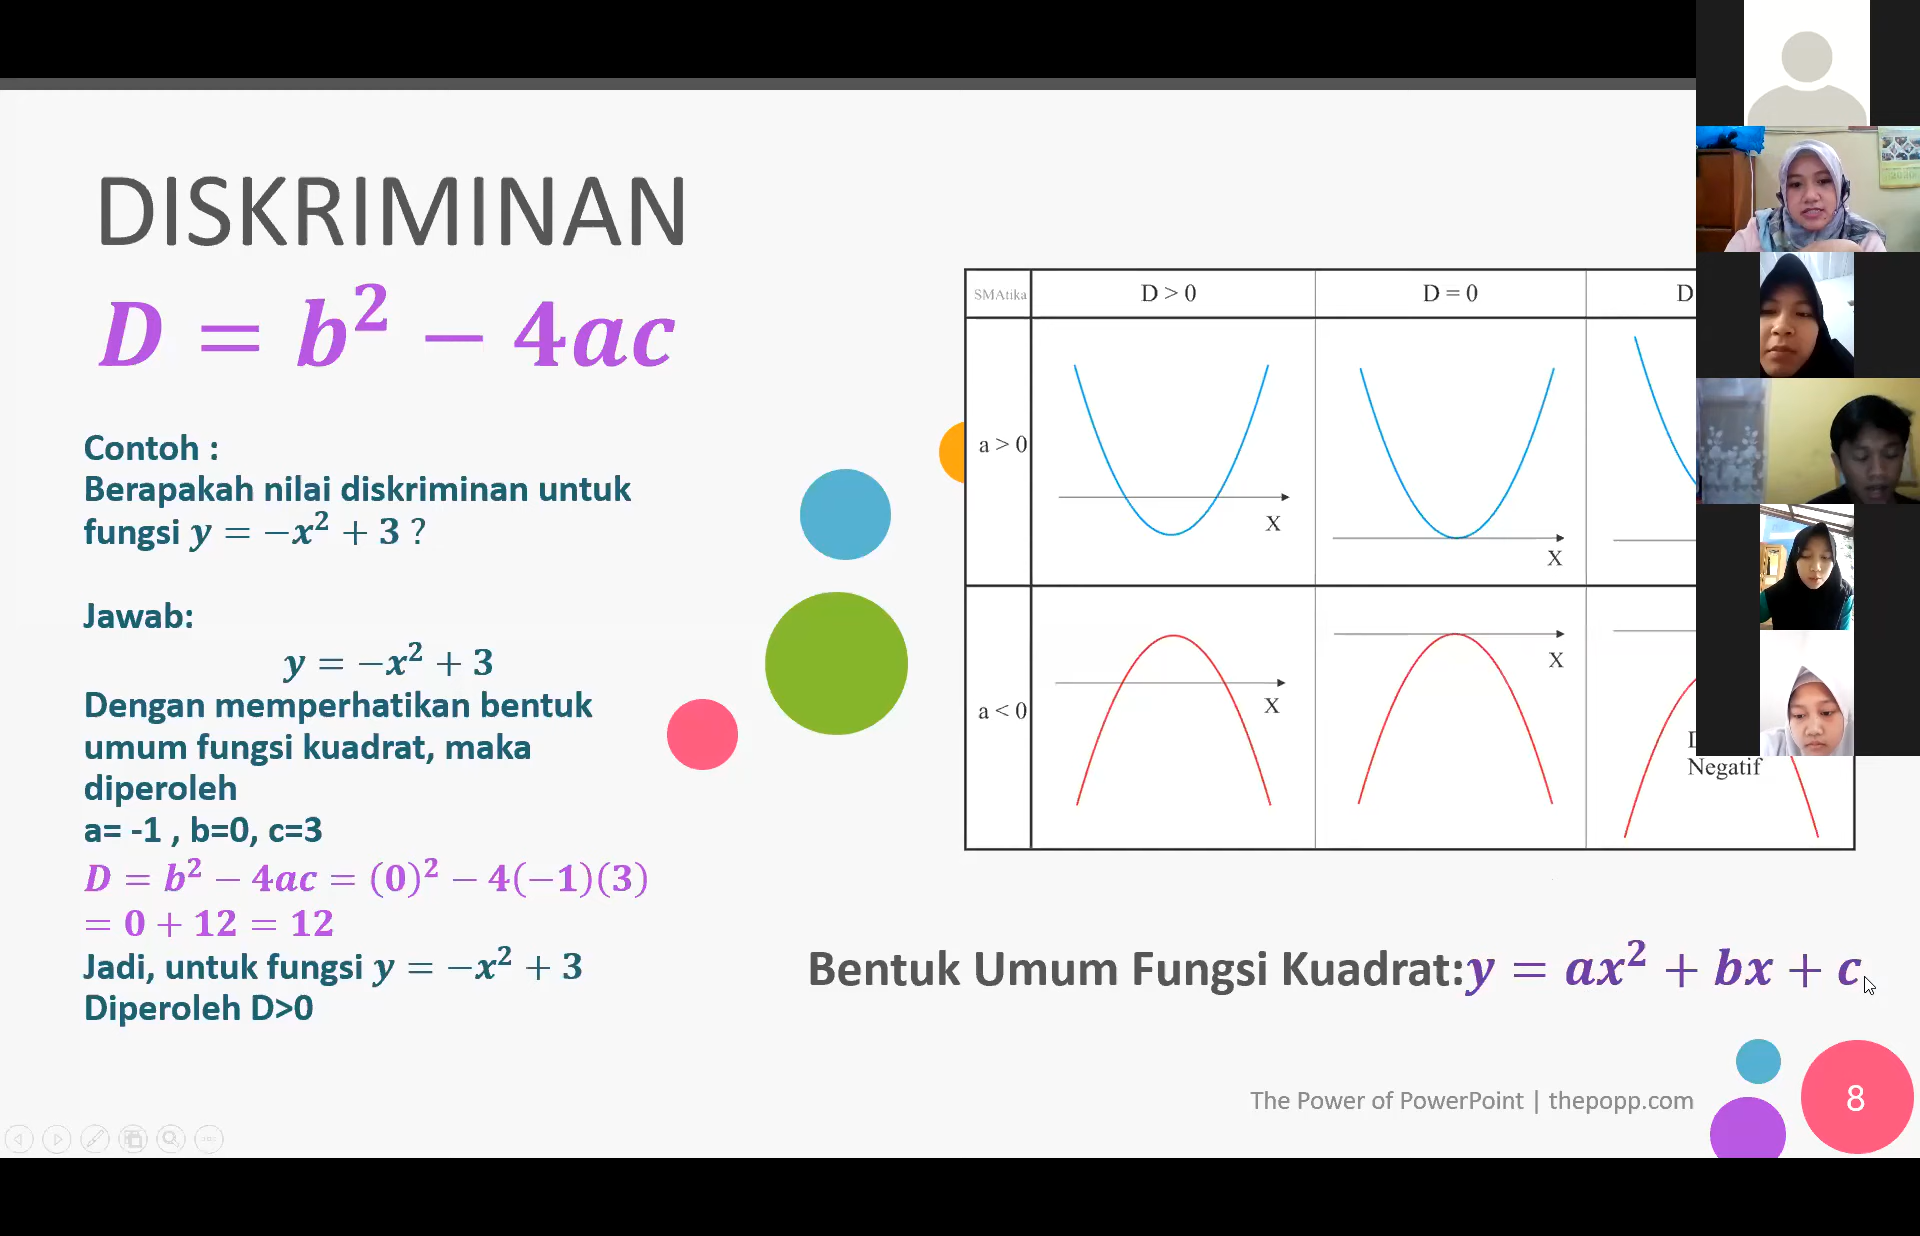 DISKRIMINAN
D = b² − 4ac
Contoh :
Berapakah nilai diskriminan untuk
fungsi y = −x² + 3 ?
Jawab:
y = −x² + 3
Dengan memperhatikan bentuk
umum fungsi kuadrat, maka
diperoleh
a= -1 , b=0, c=3
D = b² − 4ac = (0)² − 4(−1)(3)
= 0 + 12 = 12
Jadi, untuk fungsi y = −x² + 3
Diperoleh D>0
SMAtika D > 0 D = 0 D
a > 0
X
X
X
a < 0
X
Negatif
Bentuk Umum Fungsi Kuadrat:y = ax² + bx + c
The Power of PowerPoint | thepopp.com
8